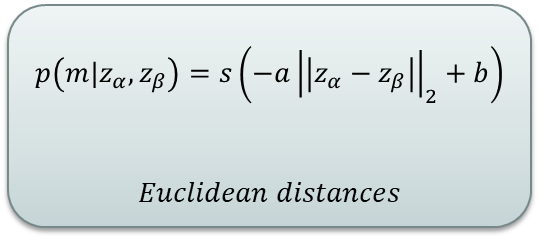 p(m|z_α, z_β) = s(−a ||z_α − z_β||_2 + b)
Euclidean distances